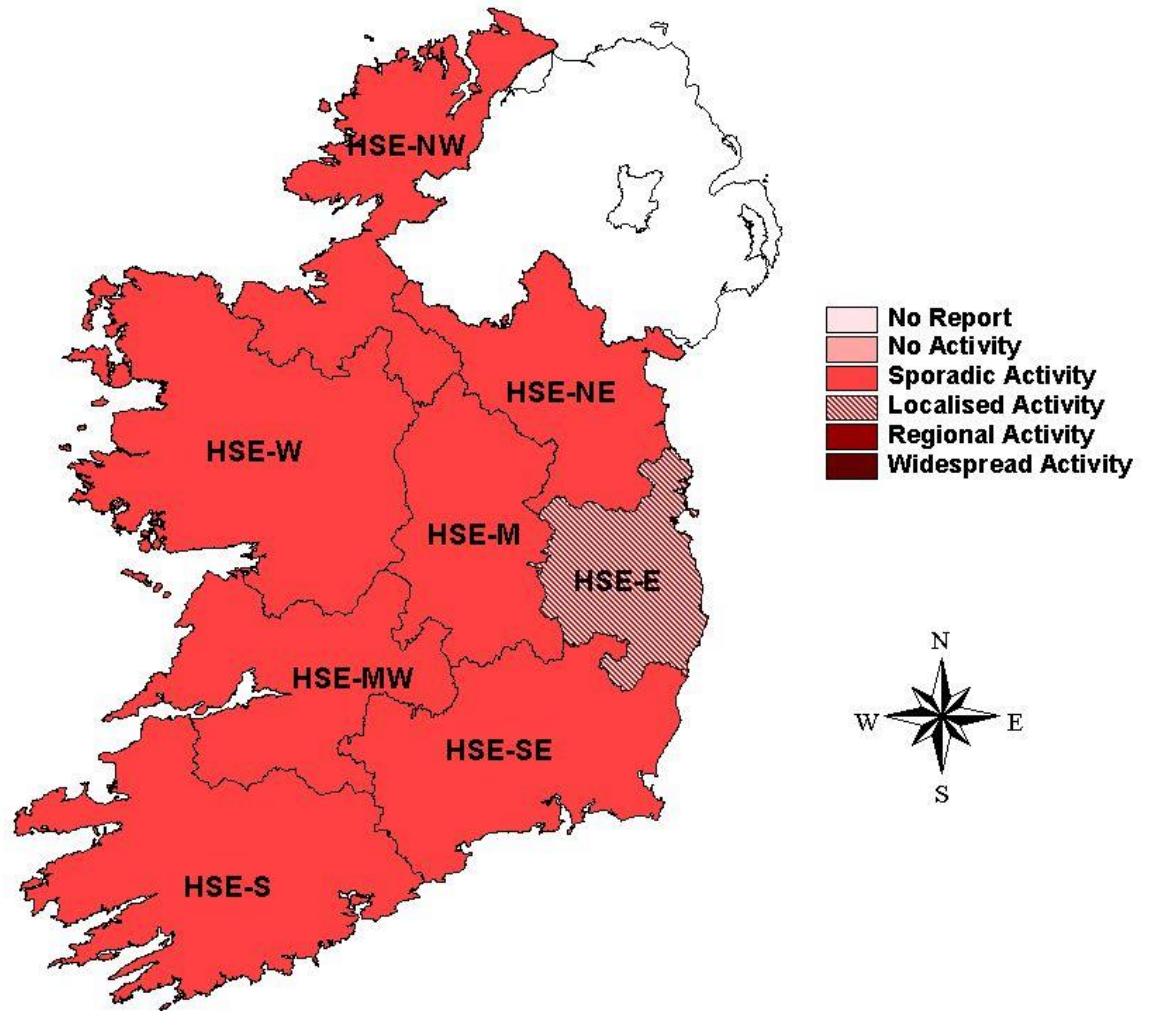 HSE-NW
HSE-NE
HSE-W
HSE-M
HSE-E
HSE-MW
HSE-SE
HSE-S
No Report
No Activity
Sporadic Activity
Localised Activity
Regional Activity
Widespread Activity
N
W
E
S